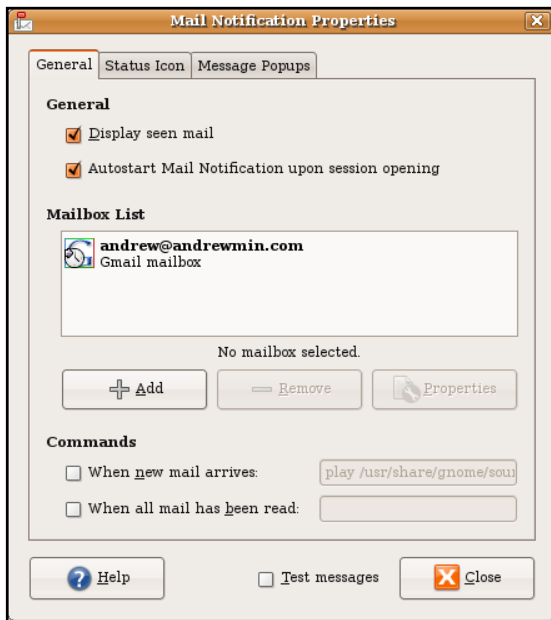 Mail Notification Properties
General Status Icon Message Popups
General
Display seen mail
Autostart Mail Notification upon session opening
Mailbox List
andrew@andrewmin.com
Gmail mailbox
No mailbox selected.
Add Remove Properties
Commands
When new mail arrives: play /usr/share/gnome/sour
When all mail has been read:
Help Test messages Close